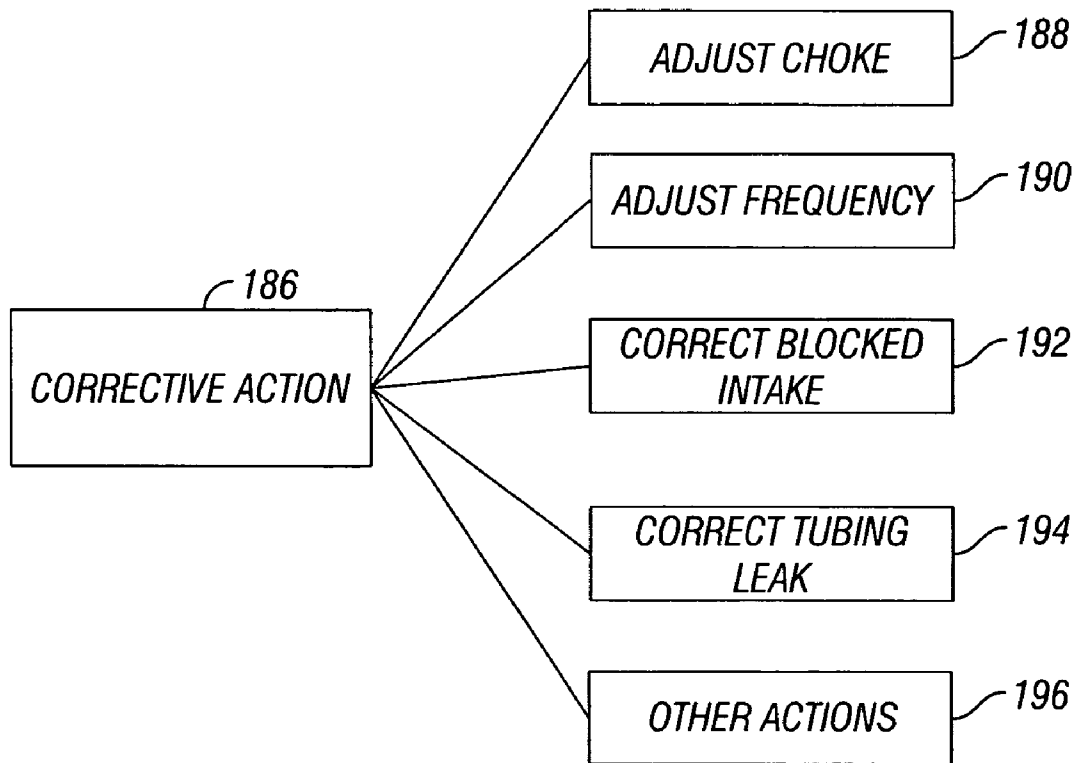 ADJUST CHOKE
188
ADJUST FREQUENCY
190
186
CORRECTIVE ACTION
CORRECT BLOCKED
INTAKE
192
CORRECT TUBING
LEAK
194
OTHER ACTIONS
196